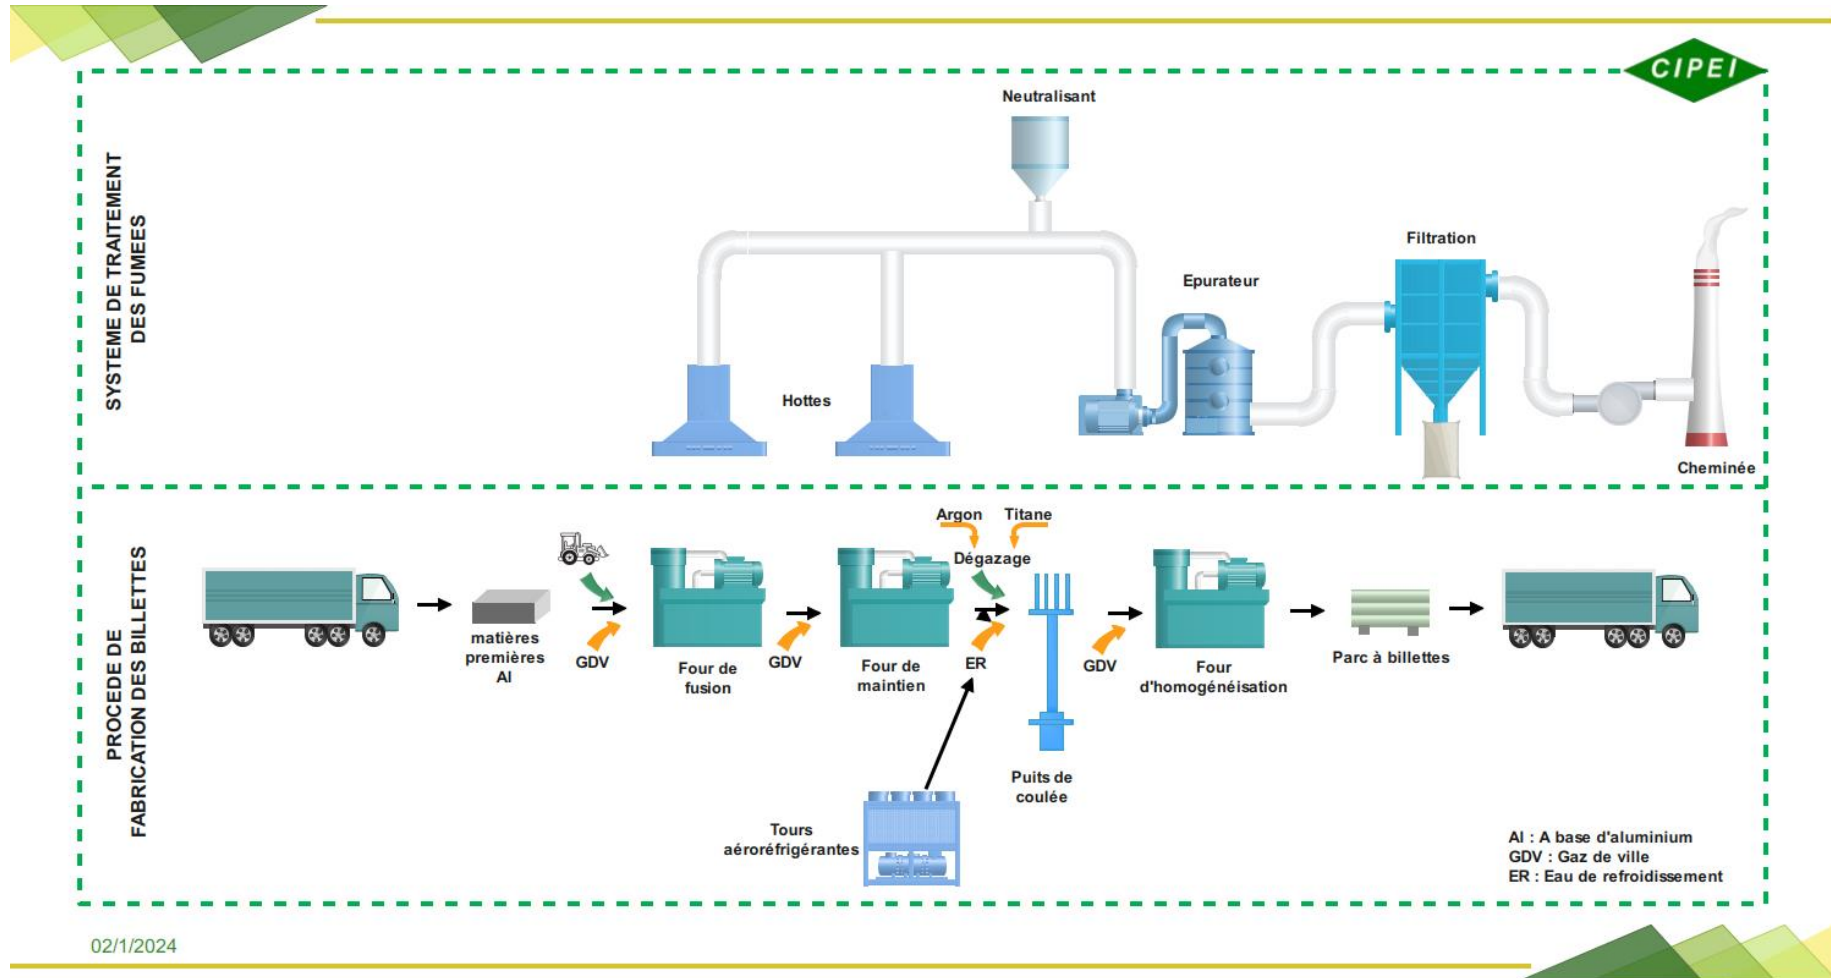 CIPEI
SYSTEME DE TRAITEMENT
DES FUMEES
Neutralisant
Hottes
Epurateur
Filtration
Cheminée
PROCEDE DE
FABRICATION DES BILLETTES
matières
premières
Al
GDV
Four de
fusion
GDV
Four de
maintien
Argon
Titane
Dégazage
ER
Tours
aéroréfrigérantes
Puits de
coulée
GDV
Four
d'homogénéisation
Parc à billettes
Al : A base d'aluminium
GDV : Gaz de ville
ER : Eau de refroidissement
02/1/2024